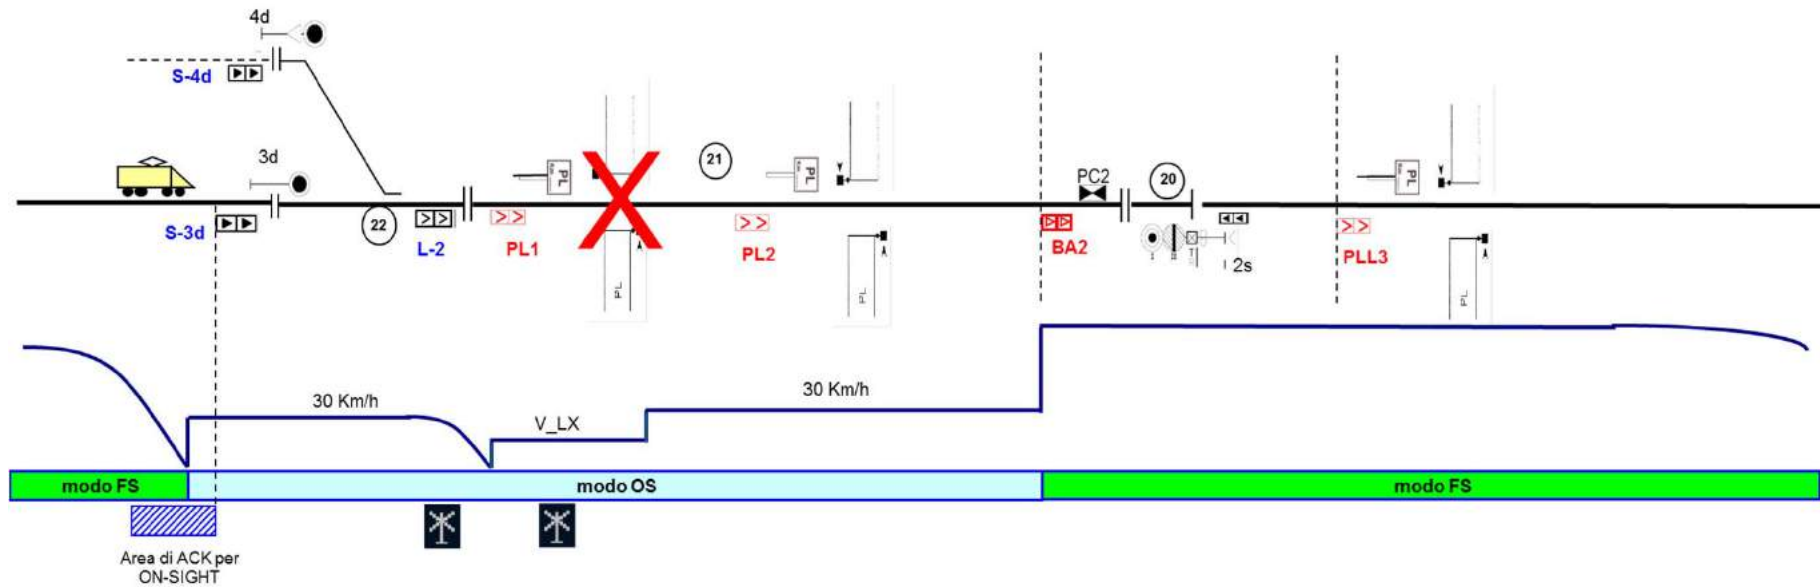 4d
S-4d
3d
S-3d
22
L-2
PL
PL1
PL
21
PL
PL2
PL
PC2
BA2
20
2s
PL
PLL3
PL
30 Km/h
V_LX
30 Km/h
modo FS
modo OS
modo FS
Area di ACK per
ON-SIGHT